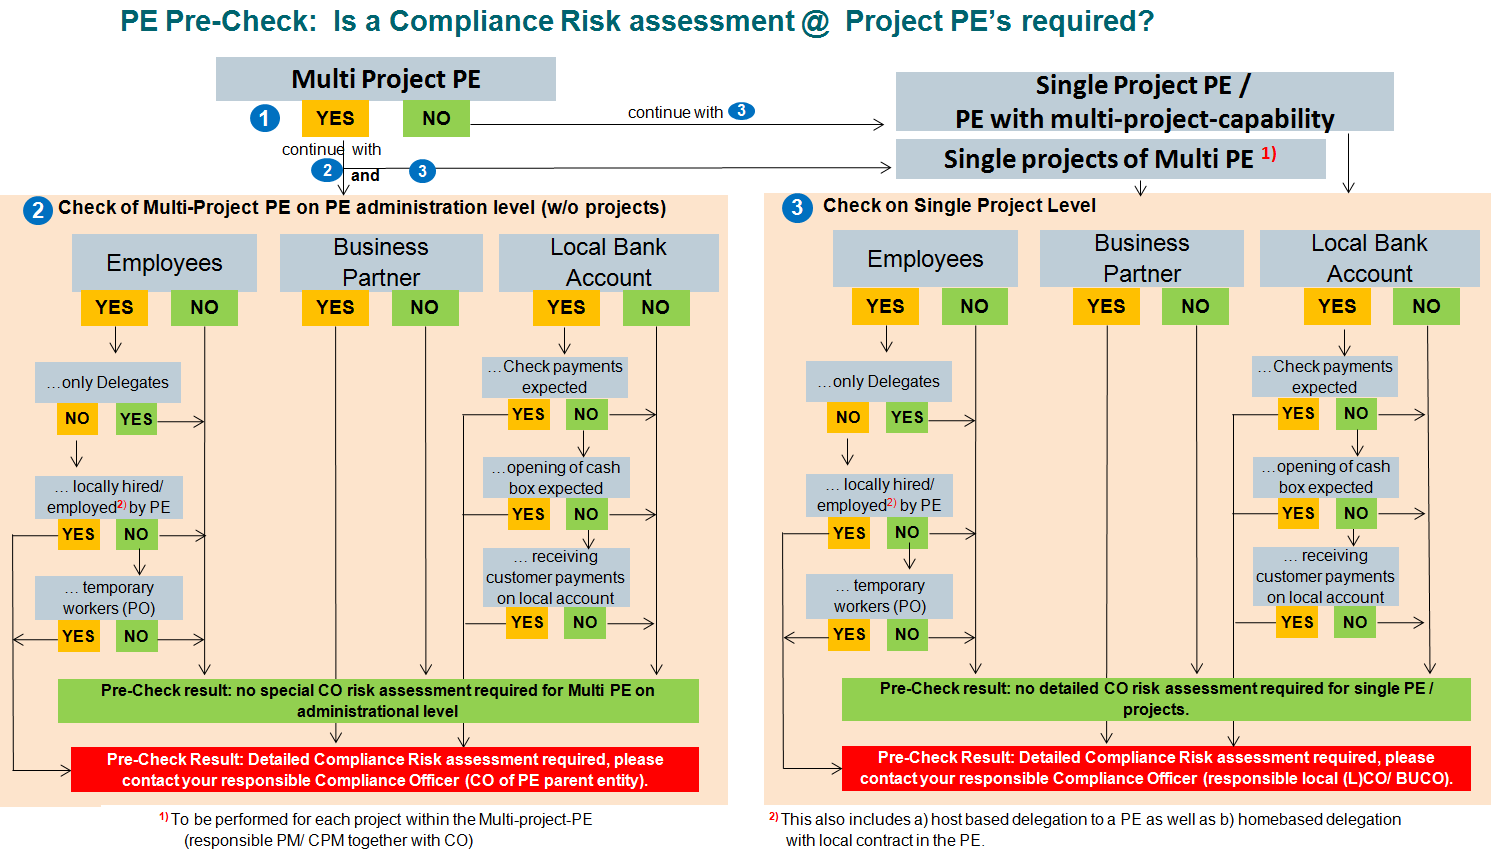 PE Pre-Check:  Is a Compliance Risk assessment @  Project PE’s required?
Multi Project PE
1
YES
NO
continue with 3
Single Project PE /
PE with multi-project-capability
continue with
2 and 3
Single projects of Multi PE 1)
2 Check of Multi-Project PE on PE administration level (w/o projects)
Employees
YES
NO
Business
Partner
YES
NO
Local Bank
Account
YES
NO
…only Delegates
NO
YES
… locally hired/
employed2) by PE
YES
NO
… temporary
workers (PO)
YES
NO
…Check payments
expected
YES
NO
…opening of cash
box expected
YES
NO
… receiving
customer payments
on local account
YES
NO
Pre-Check result: no special CO risk assessment required for Multi PE on
administrational level
Pre-Check Result: Detailed Compliance Risk assessment required, please
contact your responsible Compliance Officer (CO of PE parent entity).
1) To be performed for each project within the Multi-project-PE
(responsible PM/ CPM together with CO)
3 Check on Single Project Level
Employees
YES
NO
Business
Partner
YES
NO
Local Bank
Account
YES
NO
…only Delegates
NO
YES
… locally hired/
employed2) by PE
YES
NO
… temporary
workers (PO)
YES
NO
…Check payments
expected
YES
NO
…opening of cash
box expected
YES
NO
… receiving
customer payments
on local account
YES
NO
Pre-Check result: no detailed CO risk assessment required for single PE /
projects.
Pre-Check Result: Detailed Compliance Risk assessment required, please
contact your responsible Compliance Officer (responsible local (L)CO/ BUCO).
2) This also includes a) host based delegation to a PE as well as b) homebased delegation
with local contract in the PE.